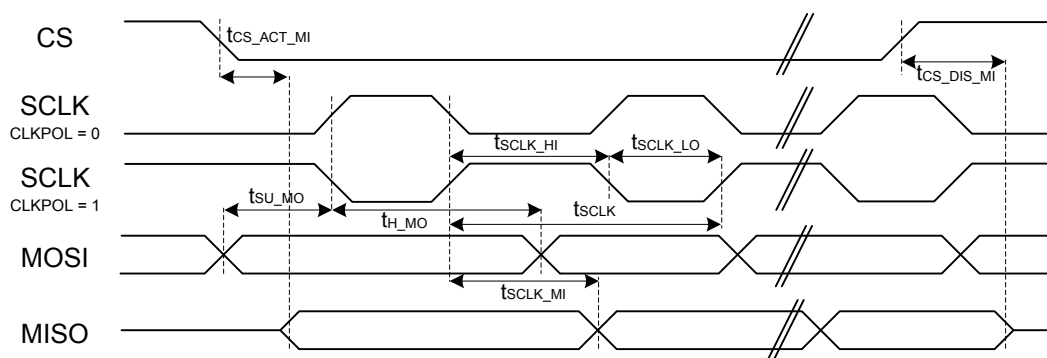 CS
tCS_ACT_MI
tCS_DIS_MI
SCLK
CLKPOL = 0
tSCLK_HI
tSCLK_LO
SCLK
CLKPOL = 1
tSU_MO
tH_MO
tSCLK
MOSI
tSCLK_MI
MISO